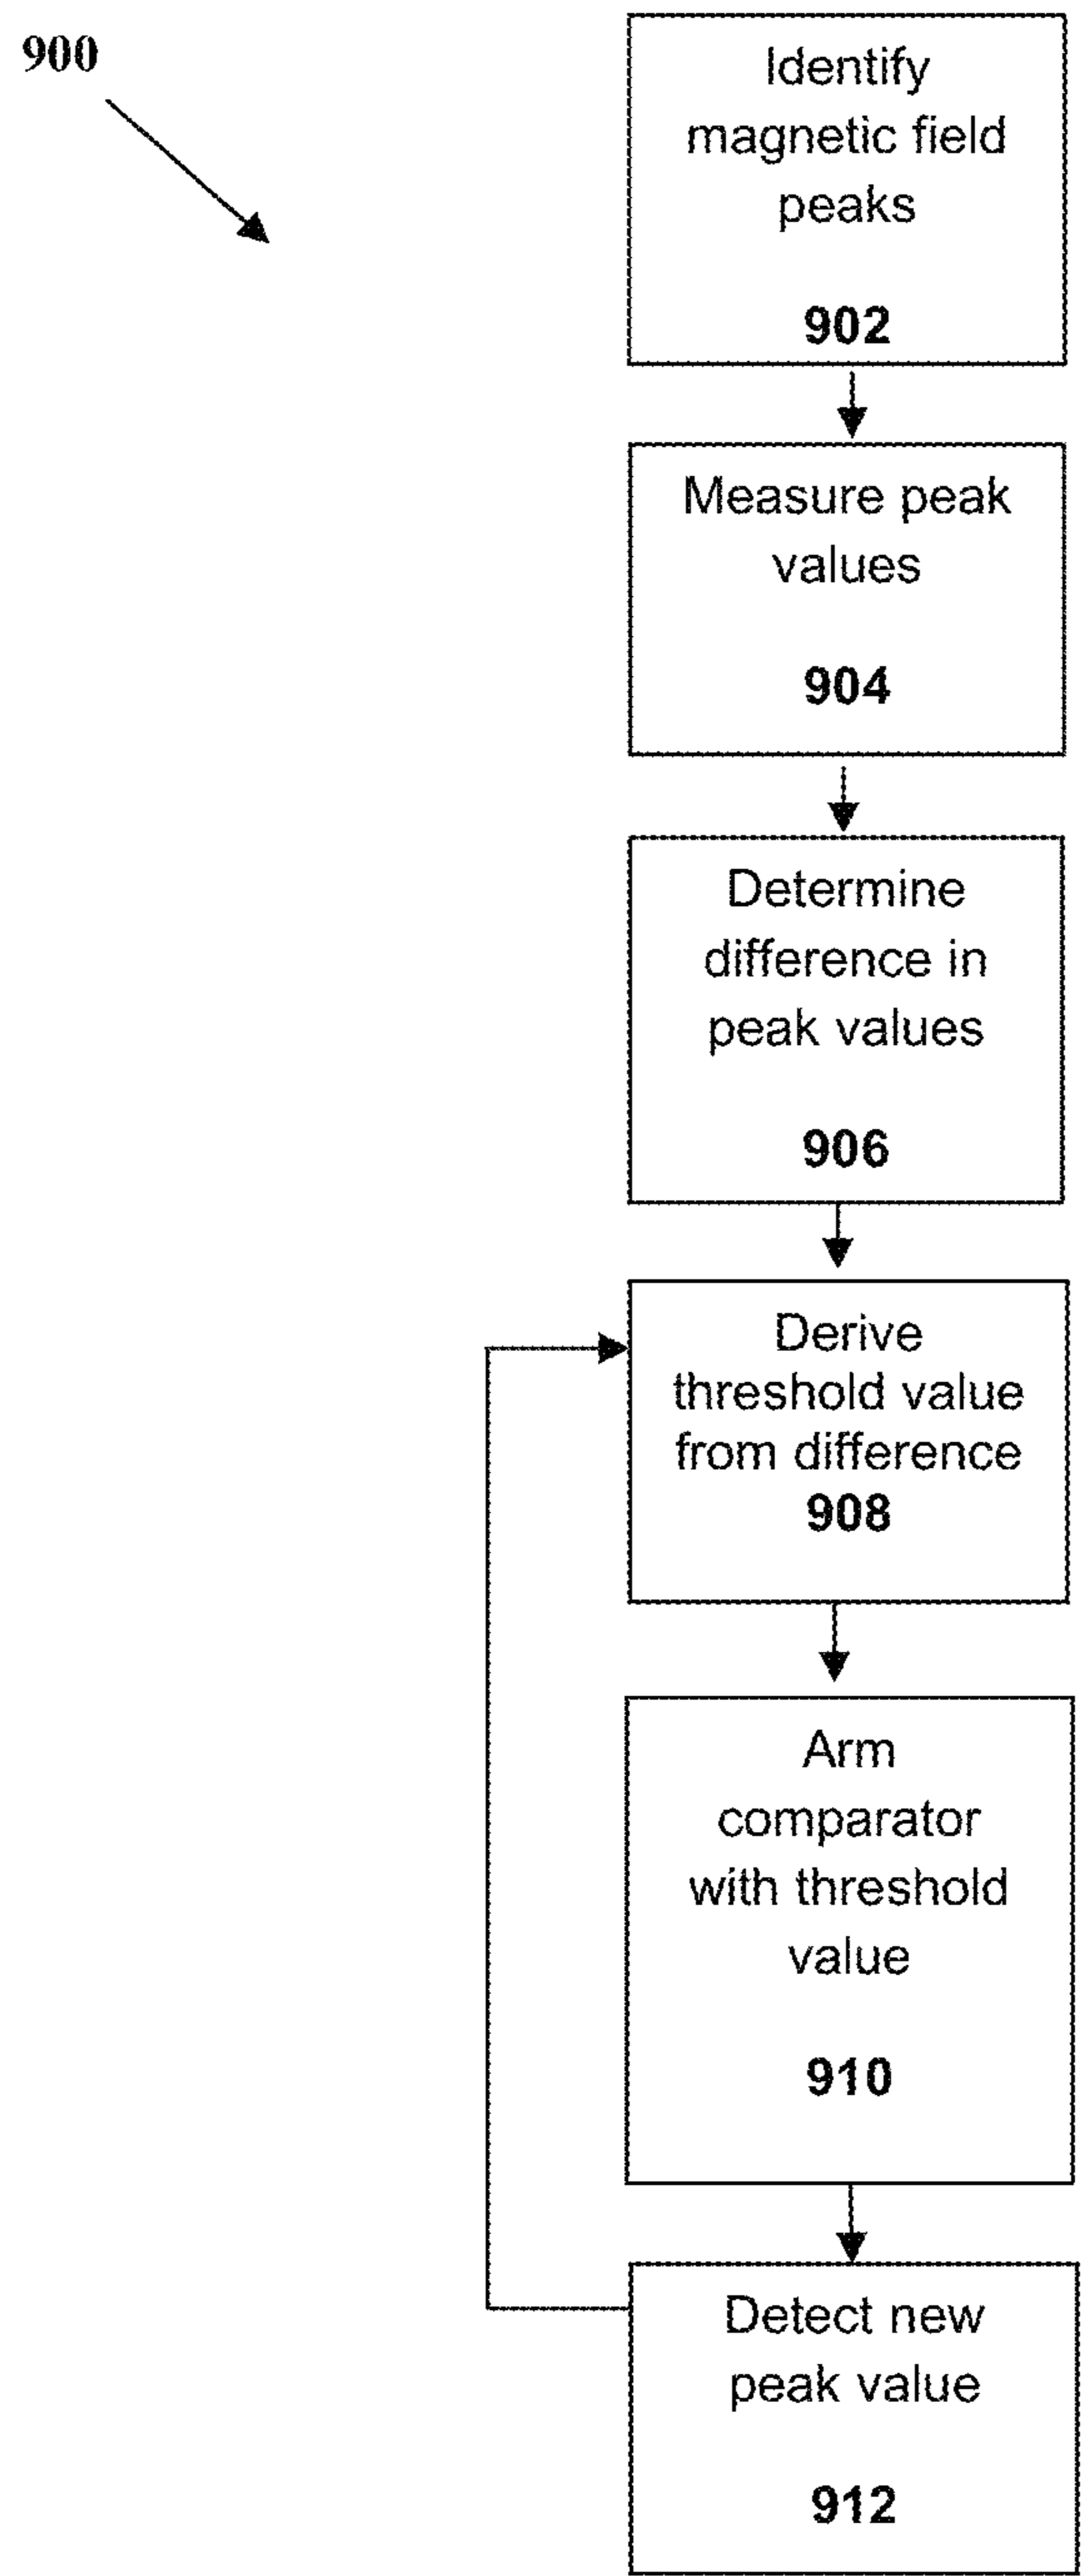 900
Identify
magnetic field
peaks
902
Measure peak
values
904
Determine
difference in
peak values
906
Derive
threshold value
from difference
908
Arm
comparator
with threshold
value
910
Detect new
peak value
912